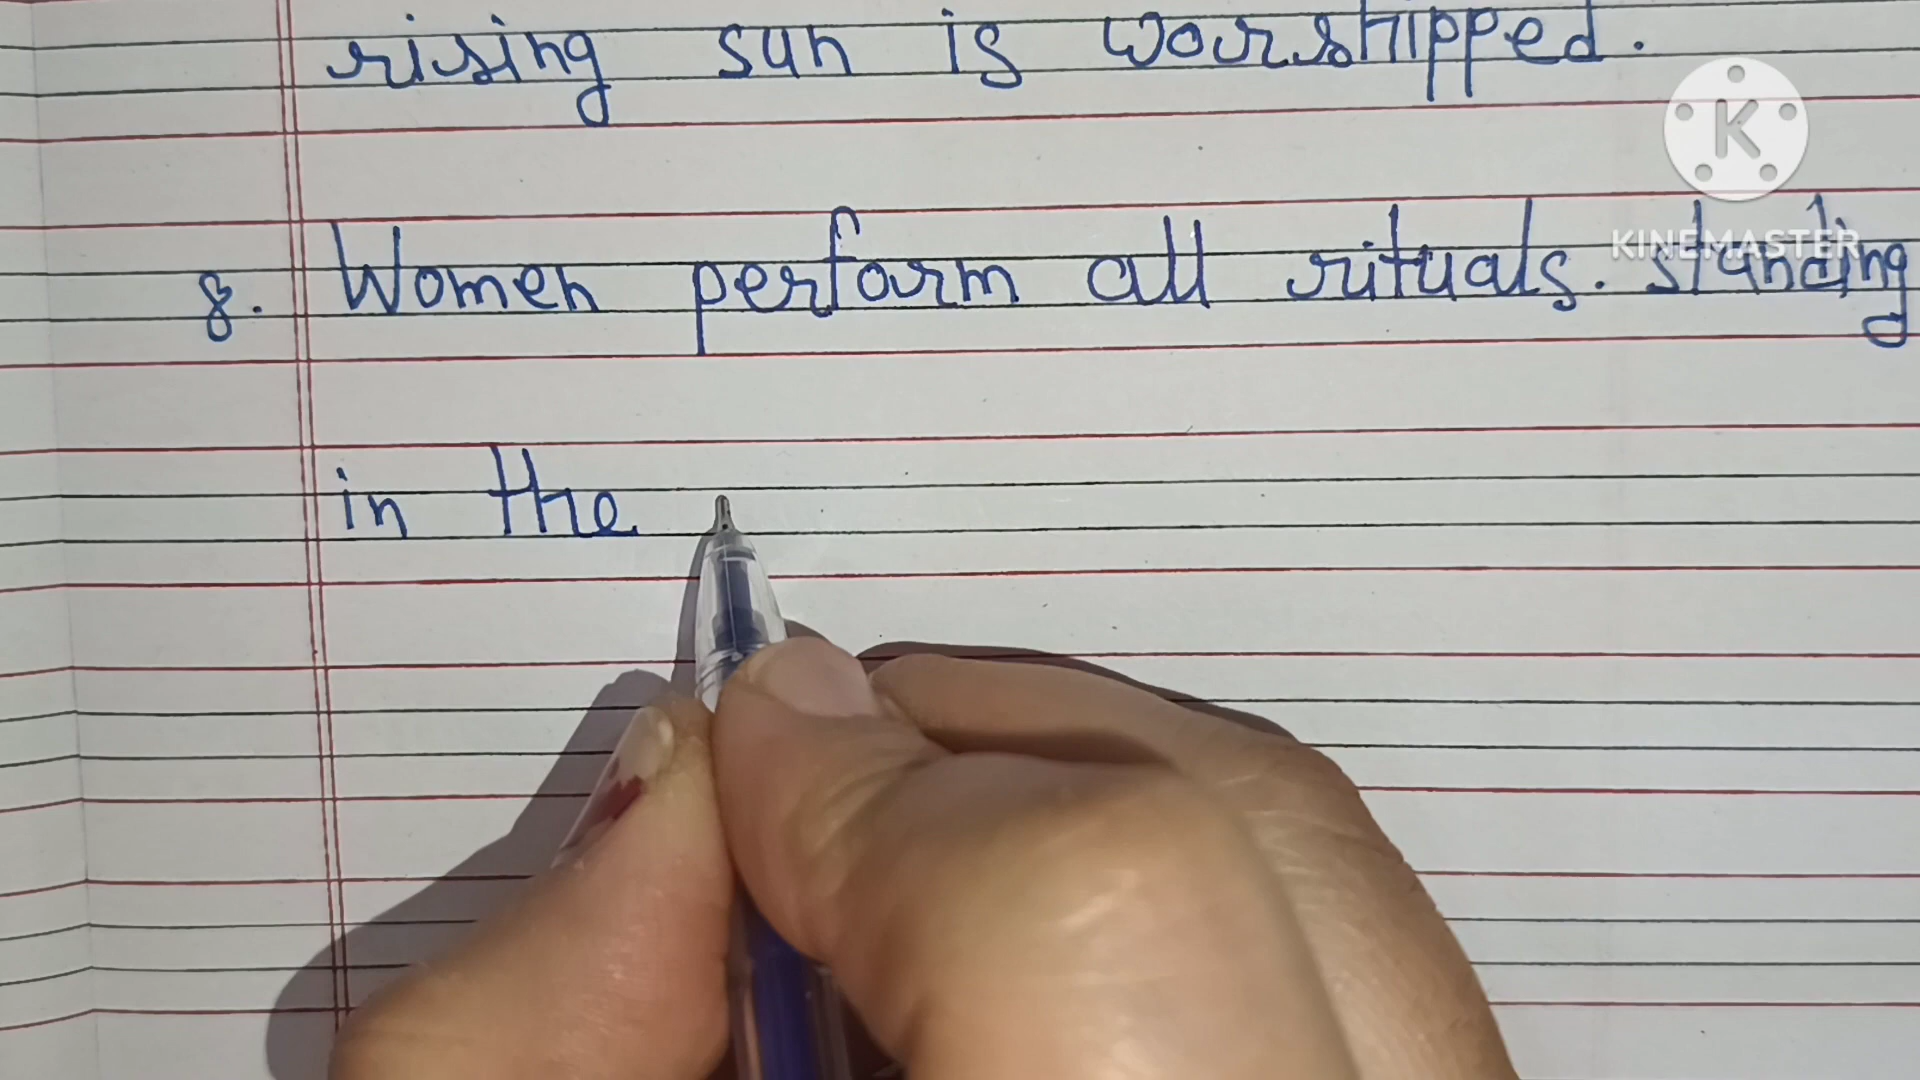 rising sun is worshipped.
K
KINEMASTER
8. Women perform all rituals. standing
in the